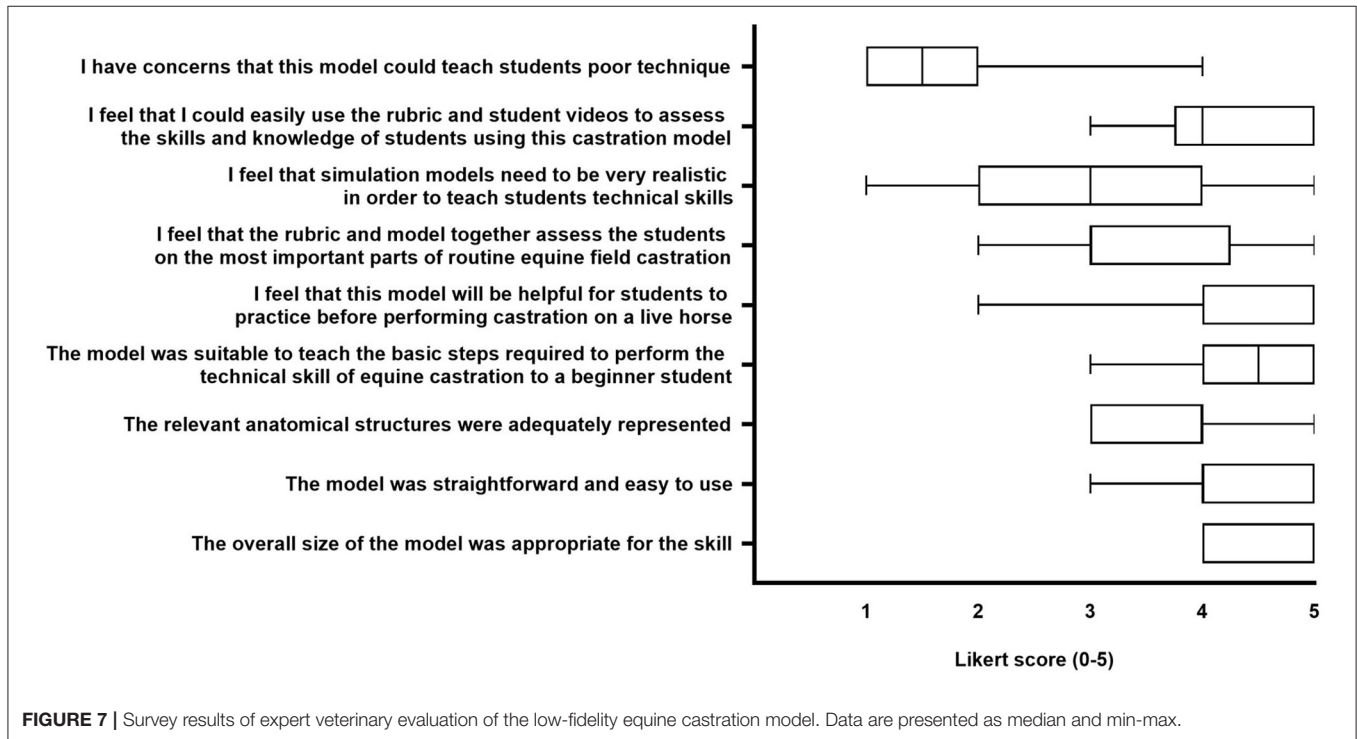 I have concerns that this model could teach students poor technique
I feel that I could easily use the rubric and student videos to assess
the skills and knowledge of students using this castration model
I feel that simulation models need to be very realistic
in order to teach students technical skills
I feel that the rubric and model together assess the students
on the most important parts of routine equine field castration
I feel that this model will be helpful for students to
practice before performing castration on a live horse
The model was suitable to teach the basic steps required to perform the
technical skill of equine castration to a beginner student
The relevant anatomical structures were adequately represented
The model was straightforward and easy to use
The overall size of the model was appropriate for the skill
1 2 3 4 5
Likert score (0-5)
FIGURE 7 | Survey results of expert veterinary evaluation of the low-fidelity equine castration model. Data are presented as median and min-max.